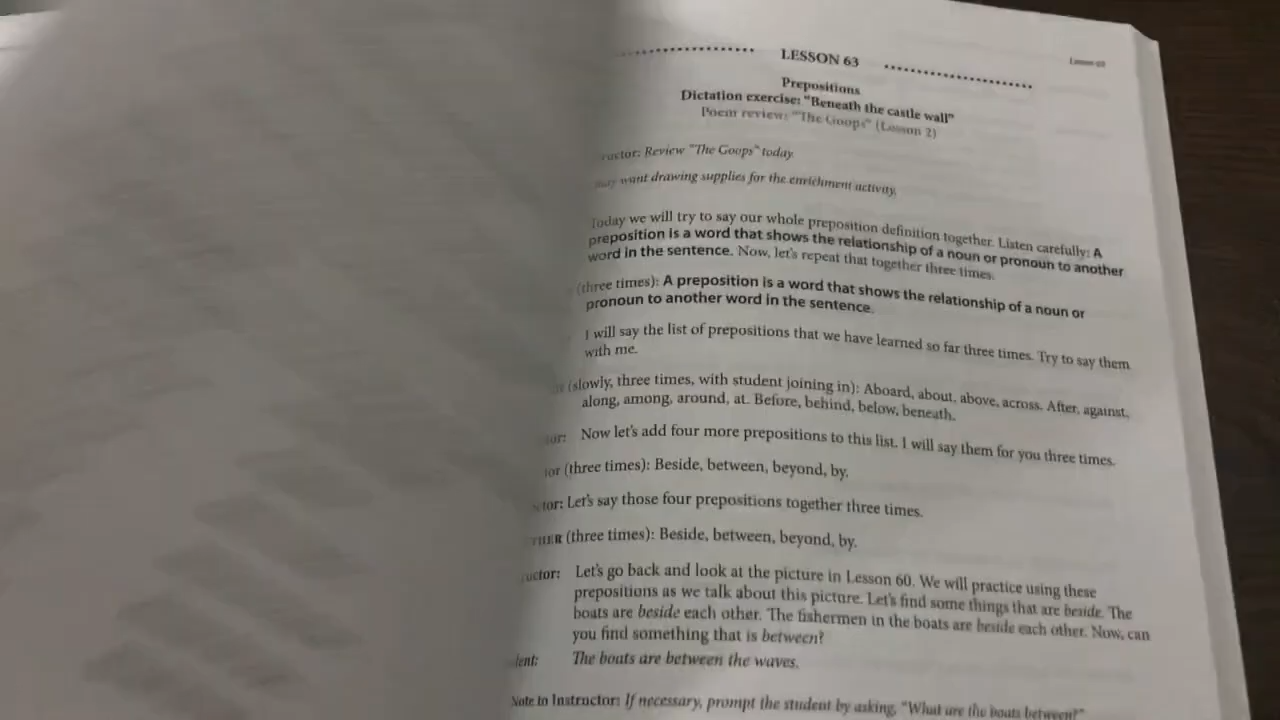 LESSON 63
Prepositions
Dictation exercise: "Beneath the castle wall"
Poem review: "The Goops" (Lesson 2)
Review "The Goops" today.
want drawing supplies for the enrichment activity.
Today we will try to say our whole preposition definition together. Listen carefully: A
preposition is a word that shows the relationship of a noun or pronoun to another
word in the sentence. Now, let's repeat that together three times.
(three times): A preposition is a word that shows the relationship of a noun or
pronoun to another word in the sentence.
I will say the list of prepositions that we have learned so far three times. Try to say them
with me.
(slowly, three times, with student joining in): Aboard, about, above, across. After, against,
along, among, around, at. Before, behind, below, beneath.
Now let's add four more prepositions to this list. I will say them for you three times.
(three times): Beside, between, beyond, by.
Let's say those four prepositions together three times.
(three times): Beside, between, beyond, by.
Let's go back and look at the picture in Lesson 60. We will practice using these
prepositions as we talk about this picture. Let's find some things that are beside. The
boats are beside each other. The fishermen in the boats are beside each other. Now, can
you find something that is between?
The boats are between the waves.
Note to Instructor: If necessary, prompt the student by asking, "What are the boats between?"